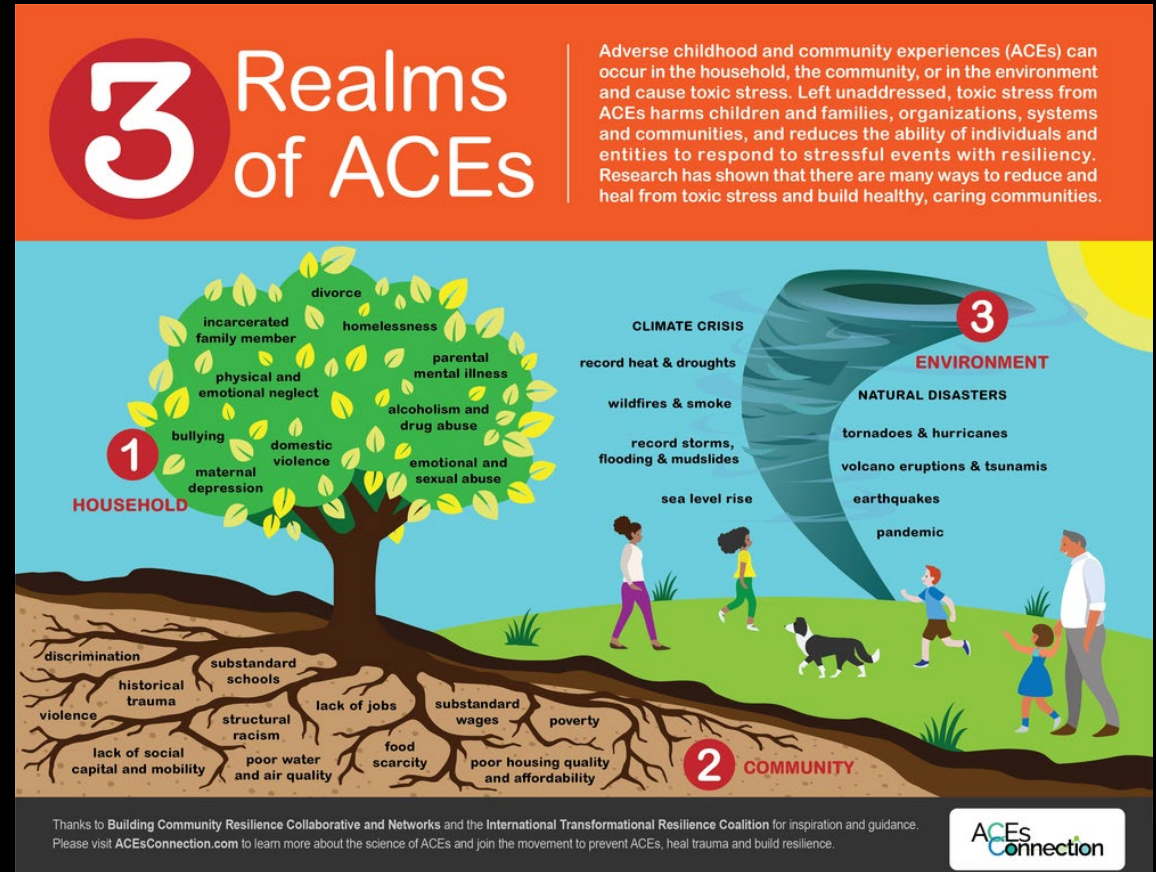 3 Realms
of ACEs
Adverse childhood and community experiences (ACEs) can
occur in the household, the community, or in the environment
and cause toxic stress. Left unaddressed, toxic stress from
ACEs harms children and families, organizations, systems
and communities, and reduces the ability of individuals and
entities to respond to stressful events with resiliency.
Research has shown that there are many ways to reduce and
heal from toxic stress and build healthy, caring communities.
1
HOUSEHOLD
divorce
incarcerated
family member
homelessness
parental
mental illness
physical and
emotional neglect
alcoholism and
drug abuse
bullying
domestic
violence
emotional and
sexual abuse
maternal
depression
3
ENVIRONMENT
CLIMATE CRISIS
record heat & droughts
wildfires & smoke
record storms,
flooding & mudslides
sea level rise
NATURAL DISASTERS
tornadoes & hurricanes
volcano eruptions & tsunamis
earthquakes
pandemic
2 COMMUNITY
discrimination
substandard
schools
historical
trauma
lack of jobs
substandard
wages
violence
structural
racism
poverty
lack of social
capital and mobility
poor water
and air quality
food
scarcity
poor housing quality
and affordability
Thanks to Building Community Resilience Collaborative and Networks and the International Transformational Resilience Coalition for inspiration and guidance.
Please visit ACEsConnection.com to learn more about the science of ACEs and join the movement to prevent ACEs, heal trauma and build resilience.
ACEs
Connection